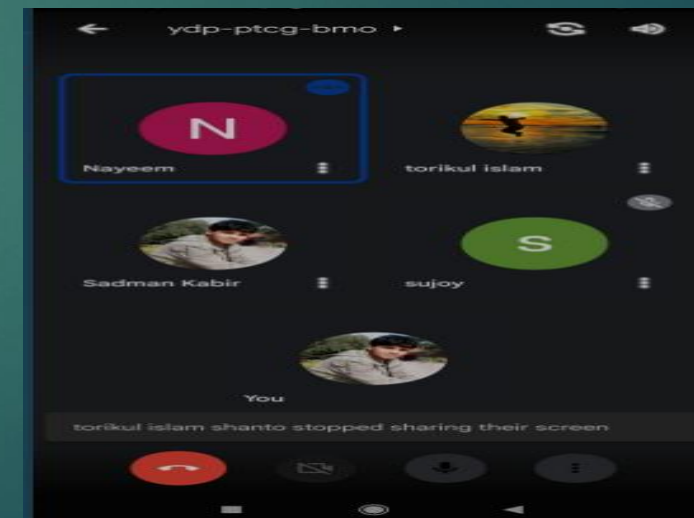 ydp-ptcg-bmo
N
Nayeem
torikul islam
Sadman Kabir
S
sujoy
You
torikul islam shanto stopped sharing their screen